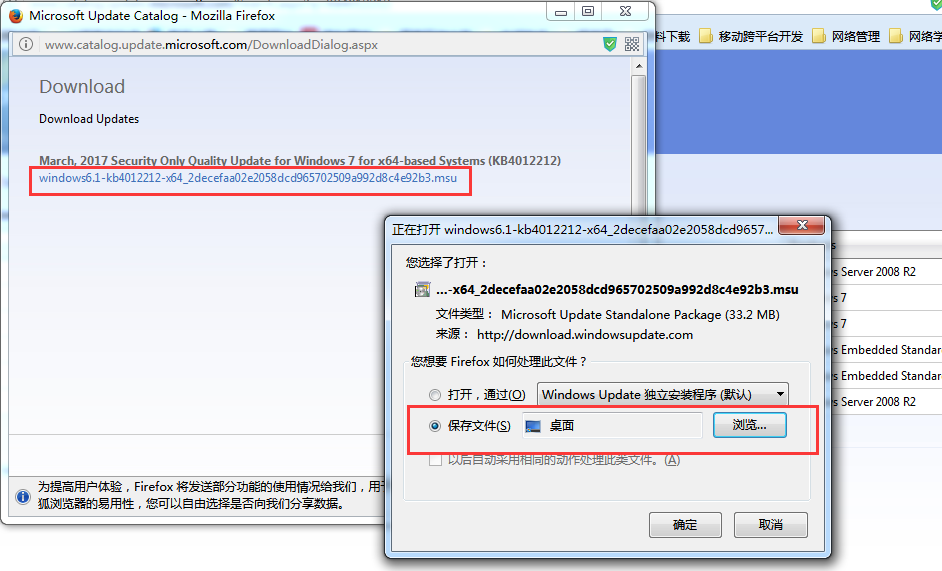 Microsoft Update Catalog - Mozilla Firefox
www.catalog.update.microsoft.com/DownloadDialog.aspx
料下载 移动跨平台开发 网络管理 网络学
Download
Download Updates
March, 2017 Security Only Quality Update for Windows 7 for x64-based Systems (KB4012212)
windows6.1-kb4012212-x64_2decefaa02e2058dcd965702509a992d8c4e92b3.msu
正在打开 windows6.1-kb4012212-x64_2decefaa02e2058dcd9657...
您选择了打开：
...-x64_2decefaa02e2058dcd965702509a992d8c4e92b3.msu
文件类型： Microsoft Update Standalone Package (33.2 MB)
来源： http://download.windowsupdate.com
您想要 Firefox 如何处理此文件？
打开，通过(O) Windows Update 独立安装程序 (默认)
保存文件(S) 桌面 浏览...
以后自动采用相同的动作处理此类文件。(A)
确定 取消
s
s Server 2008 R2
s 7
s 7
s Embedded Standar
s Embedded Standar
s Server 2008 R2
为提高用户体验，Firefox 将发送部分功能的使用情况给我们，用于
狐浏览器的易用性，您可以自由选择是否向我们分享数据。